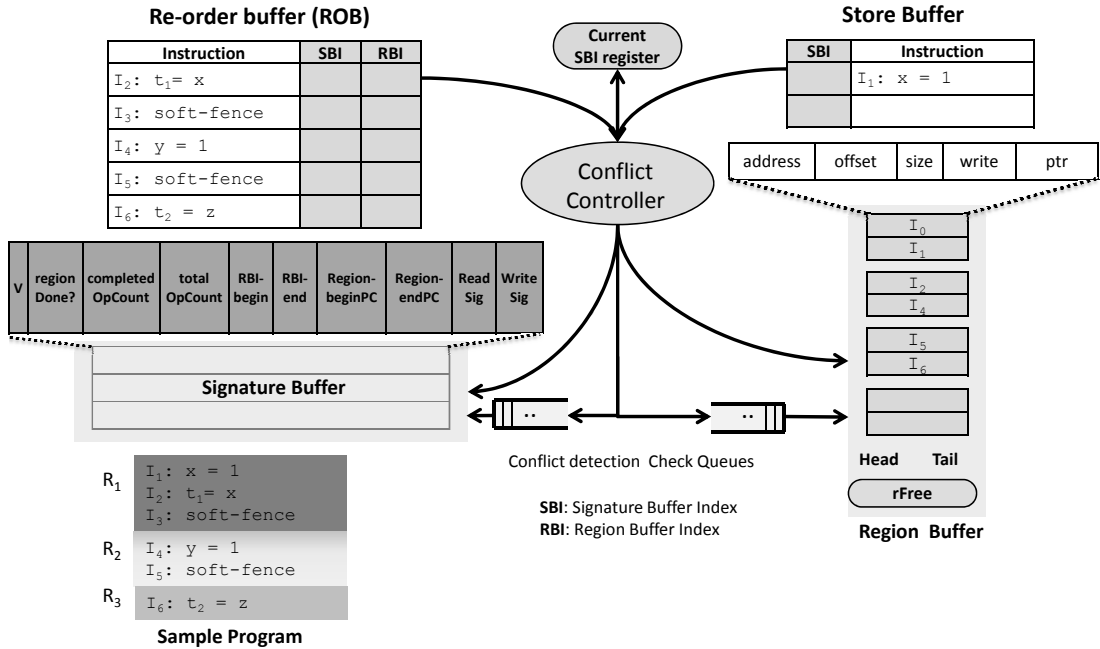 Re-order buffer (ROB)
Instruction SBI RBI
I2: t1= x
I3: soft-fence
I4: y = 1
I5: soft-fence
I6: t2 = z
Current
SBI register
Store Buffer
SBI Instruction
I1: x = 1
Conflict
Controller
address offset size write ptr
I0
I1
I2
I4
I5
I6
Head Tail
rFree
Region Buffer
V
region
Done?
completed
OpCount
total
OpCount
RBI-
begin
RBI-
end
Region-
beginPC
Region-
endPC
Read
Sig
Write
Sig
Signature Buffer
..
..
Conflict detection Check Queues
SBI: Signature Buffer Index
RBI: Region Buffer Index
R1
I1: x = 1
I2: t1= x
I3: soft-fence
R2
I4: y = 1
I5: soft-fence
R3
I6: t2 = z
Sample Program